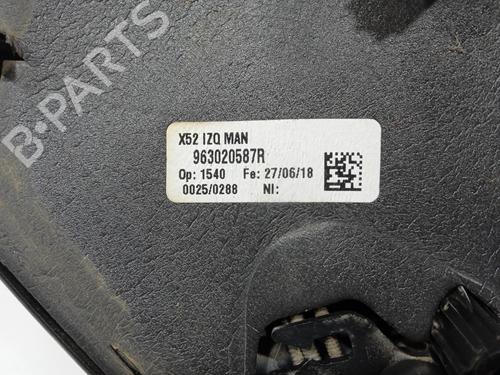 B-PARTS
X52 IZQ MAN
963020587R
Op: 1540 Fe: 27/06/18
0025/0288 NI: